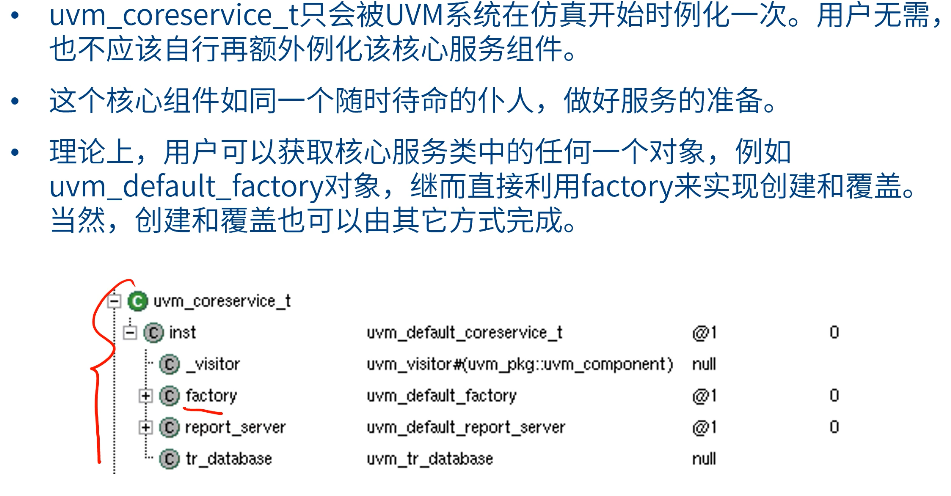 • uvm_coreservice_t只会被UVM系统在仿真开始时例化一次。用户无需，
也不应该自行再额外例化该核心服务组件。
• 这个核心组件如同一个随时待命的仆人，做好服务的准备。
• 理论上，用户可以获取核心服务类中的任何一个对象，例如
uvm_default_factory对象，继而直接利用factory来实现创建和覆盖。
当然，创建和覆盖也可以由其它方式完成。
C uvm_coreservice_t
C inst uvm_default_coreservice_t @1 0
C _visitor uvm_visitor#(uvm_pkg::uvm_component) null
C factory uvm_default_factory @1 0
C report_server uvm_default_report_server @1 0
C tr_database uvm_tr_database null